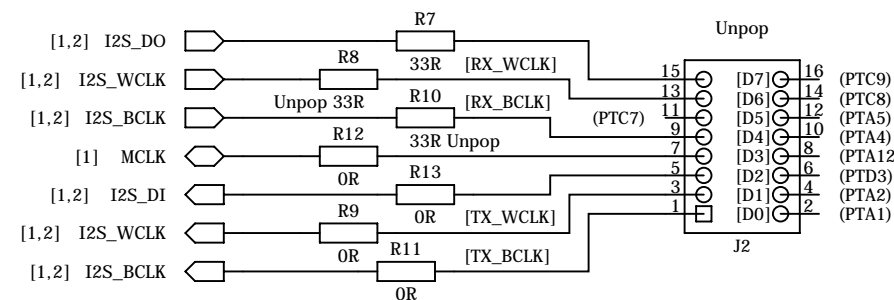 R7
Unpop
[1,2] I2S_DO
R8
33R [RX_WCLK]
15 [D7] 16 (PTC9)
[1,2] I2S_WCLK
13 [D6] 14 (PTC8)
Unpop 33R R10 [RX_BCLK]
[1,2] I2S_BCLK
(PTC7) 11 [D5] 12 (PTA5)
R12
33R Unpop
9 [D4] 10 (PTA4)
[1] MCLK
7 [D3] 8 (PTA12
0R R13
5 [D2] 6 (PTD3)
[1,2] I2S_DI
3 [D1] 4 (PTA2)
R9
0R [TX_WCLK]
1 [D0] 2 (PTA1)
[1,2] I2S_WCLK
0R R11 [TX_BCLK]
J2
[1,2] I2S_BCLK
0R